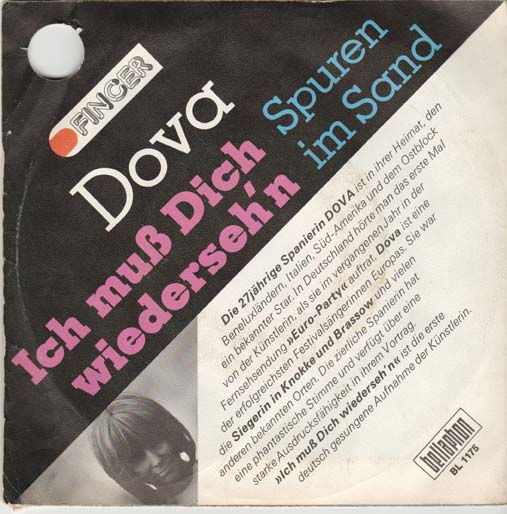 FINGER
Dova
Ich muß Dich
wiederseh'n
Spuren
im Sand
Die 27jährige Spanierin DOVA ist in ihrer Heimat, den
Beneluxländern, Italien, Süd-Amerika und dem Ostblock
ein bekannter Star. In Deutschland hörte man das erste Mal
von der Künstlerin, als sie im vergangenen Jahr in der
Fernsehsendung »Euro-Party« auftrat. Dova ist eine
der erfolgreichsten Festivalsängerinnen Europas. Sie war
die Siegerin in Knokke und Brassow und vielen
anderen bekannten Orten. Die zierliche Spanierin hat
eine phantastische Stimme und verfügt über eine
starke Ausdrucksfähigkeit in ihrem Vortrag.
»Ich muß Dich wiederseh'n« ist die erste
deutsch gesungene Aufnahme der Künstlerin.
bellaphon
BL 1175